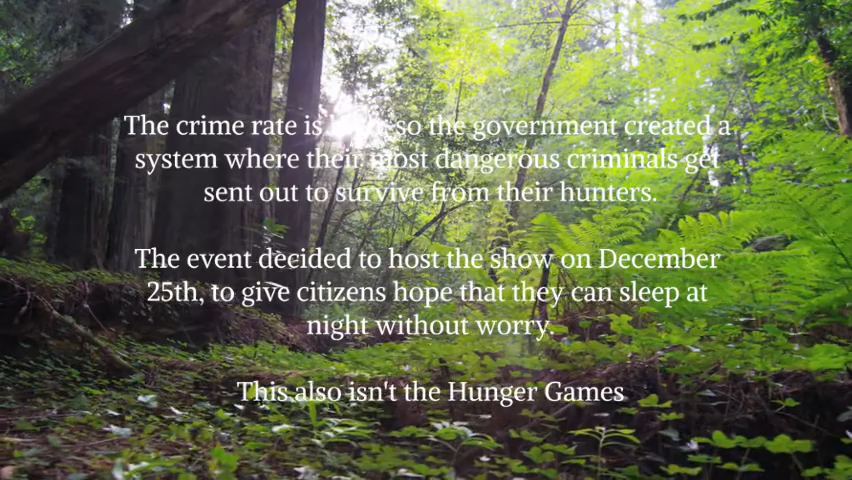 The crime rate is so the government created a
system where their most dangerous criminals get
sent out to survive from their hunters.
The event decided to host the show on December
25th, to give citizens hope that they can sleep at
night without worry.
This also isn't the Hunger Games